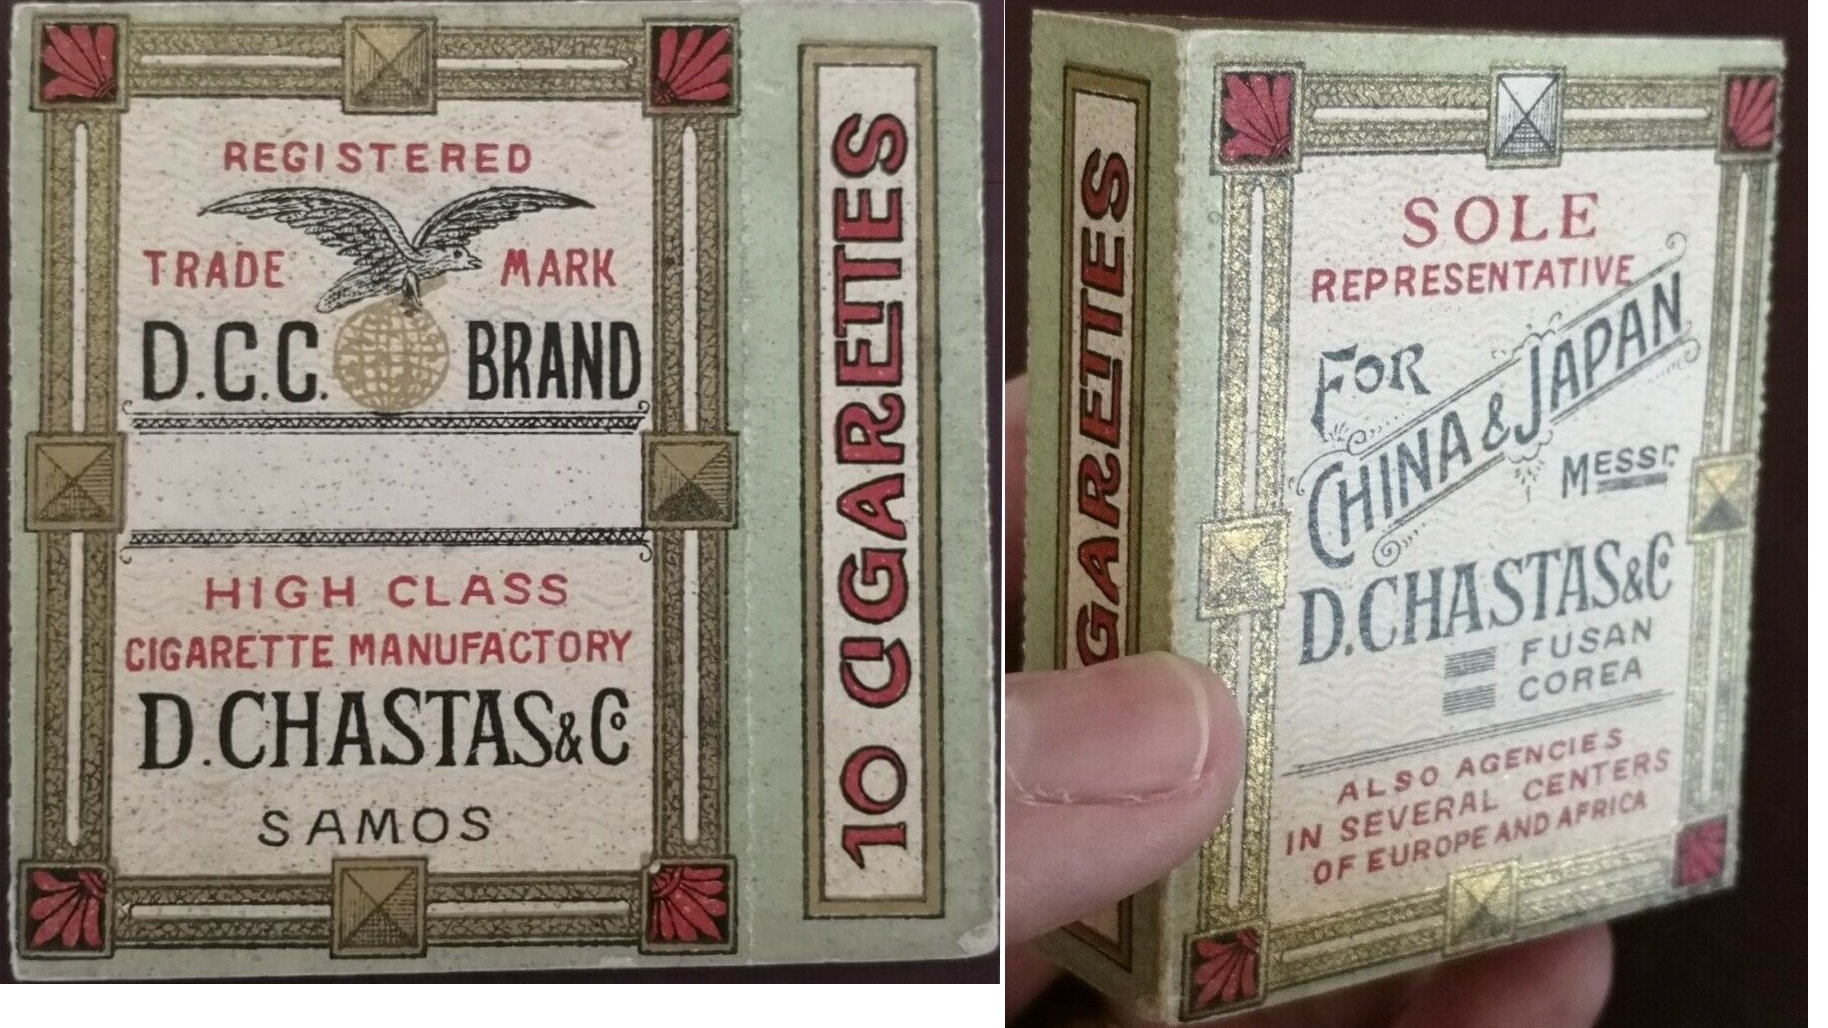 REGISTERED
TRADE MARK
D.C.C. BRAND
HIGH CLASS
CIGARETTE MANUFACTORY
D.CHASTAS&Cº
SAMOS
10 CIGARETTES
GARETTES
SOLE
REPRESENTATIVE
FOR
CHINA & JAPAN
MESSr
D.CHASTAS&Cº
FUSAN
COREA
ALSO AGENCIES
IN SEVERAL CENTERS
OF EUROPE AND AFRICA